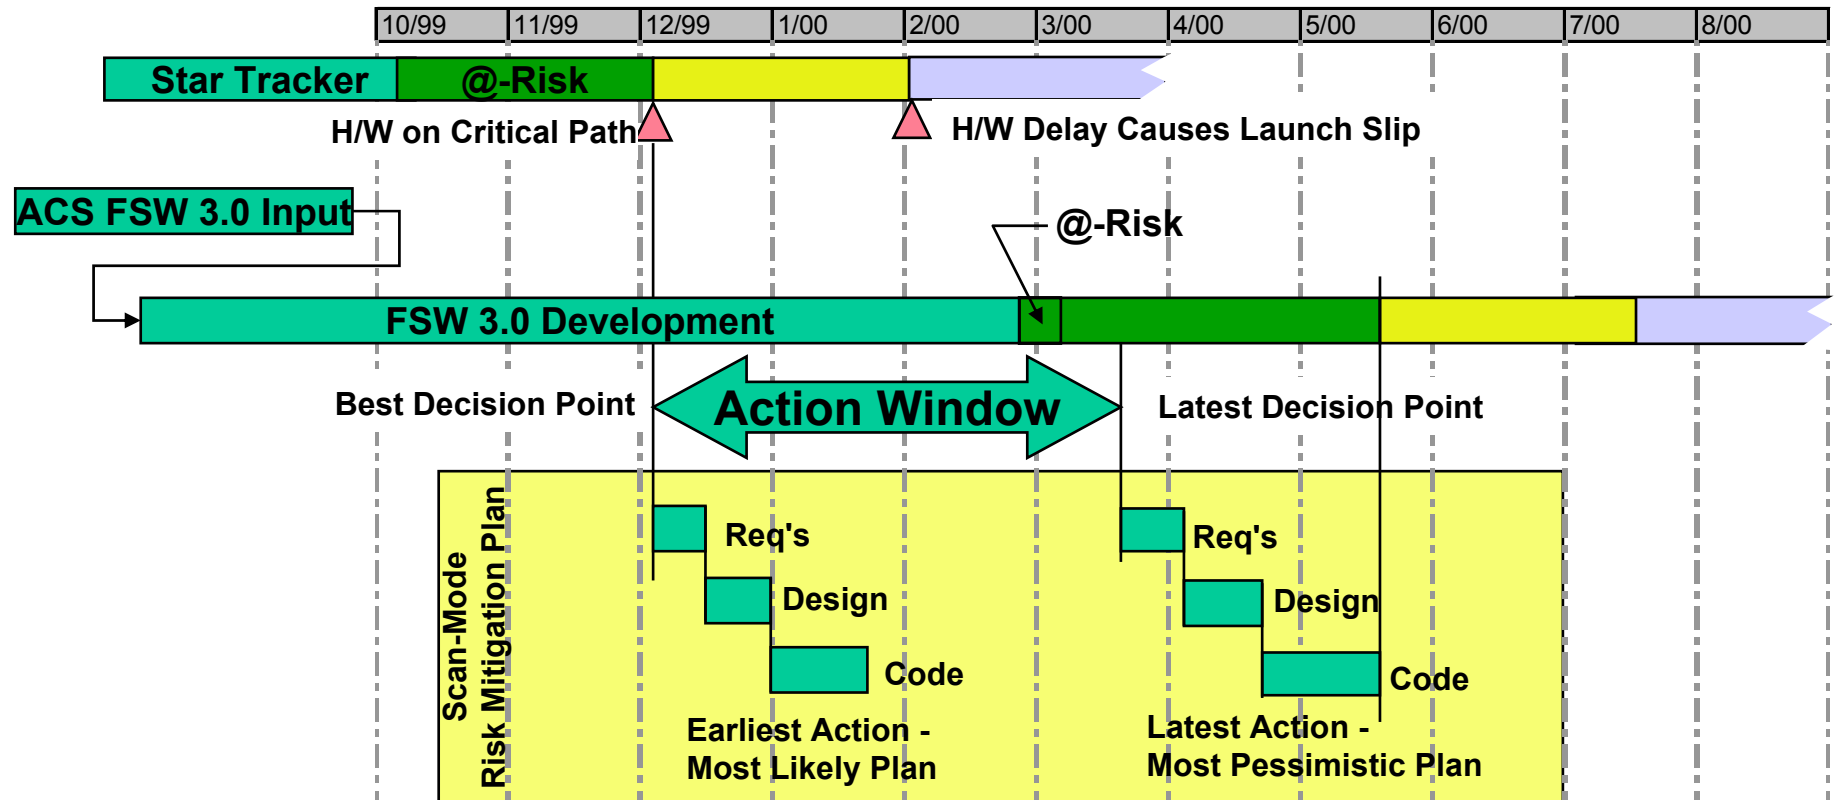 10/99 11/99 12/99 1/00 2/00 3/00 4/00 5/00 6/00 7/00 8/00
Star Tracker @-Risk
H/W on Critical Path H/W Delay Causes Launch Slip
ACS FSW 3.0 Input
@-Risk
FSW 3.0 Development
Best Decision Point Action Window Latest Decision Point
Scan-Mode
Risk Mitigation Plan
Req's
Design
Code
Earliest Action -
Most Likely Plan
Req's
Design
Code
Latest Action -
Most Pessimistic Plan